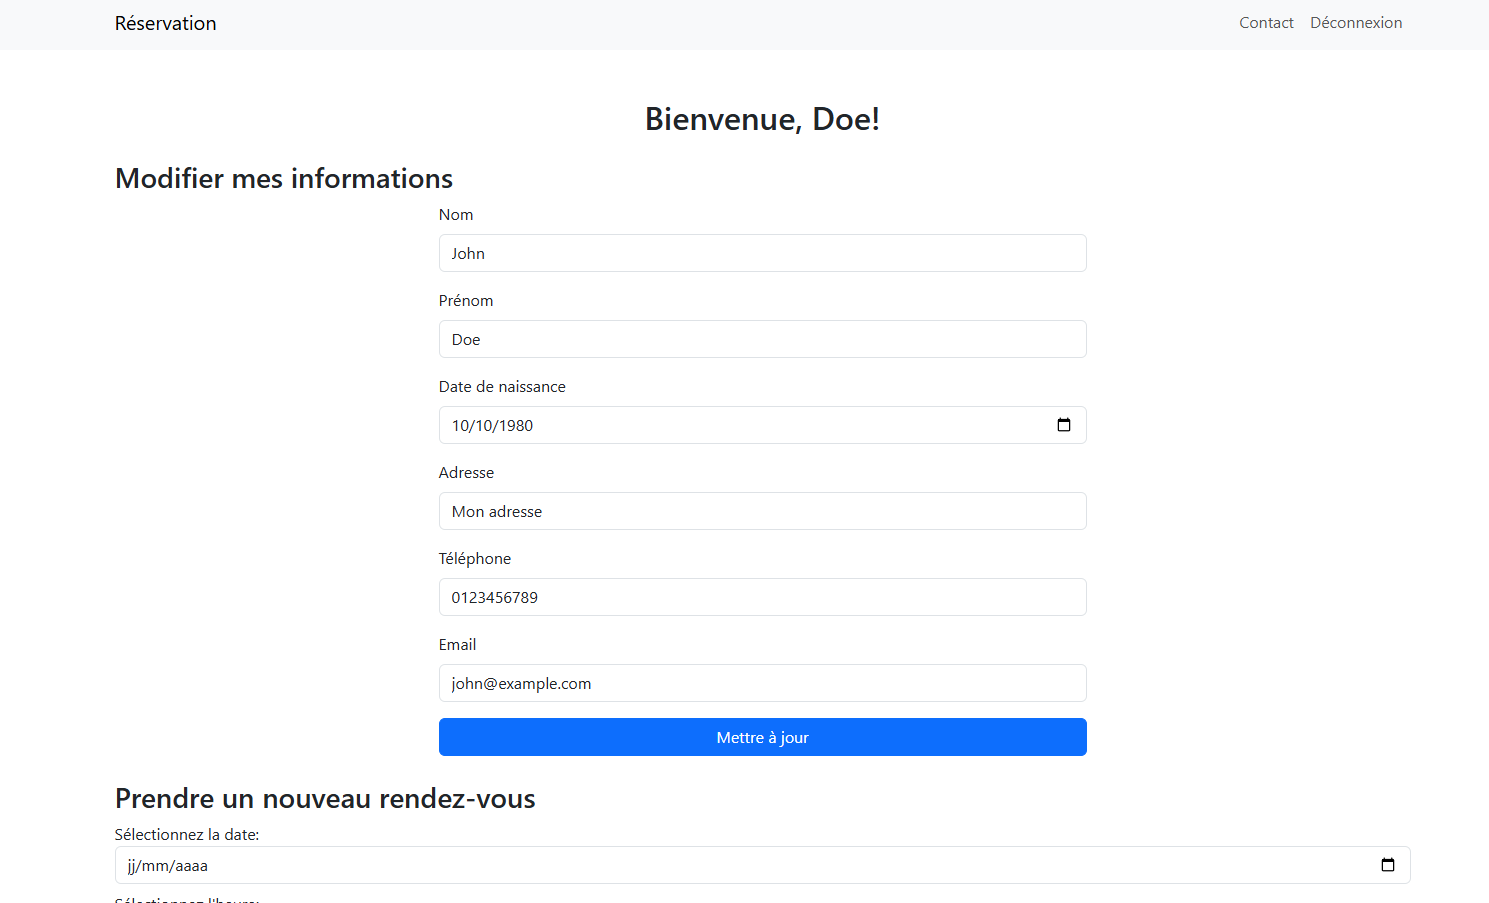 Réservation
Contact Déconnexion
Bienvenue, Doe!
Modifier mes informations
Nom
John
Prénom
Doe
Date de naissance
10/10/1980
Adresse
Mon adresse
Téléphone
0123456789
Email
john@example.com
Mettre à jour
Prendre un nouveau rendez-vous
Sélectionnez la date:
jj/mm/aaaa
Sélectionnez l'heure: